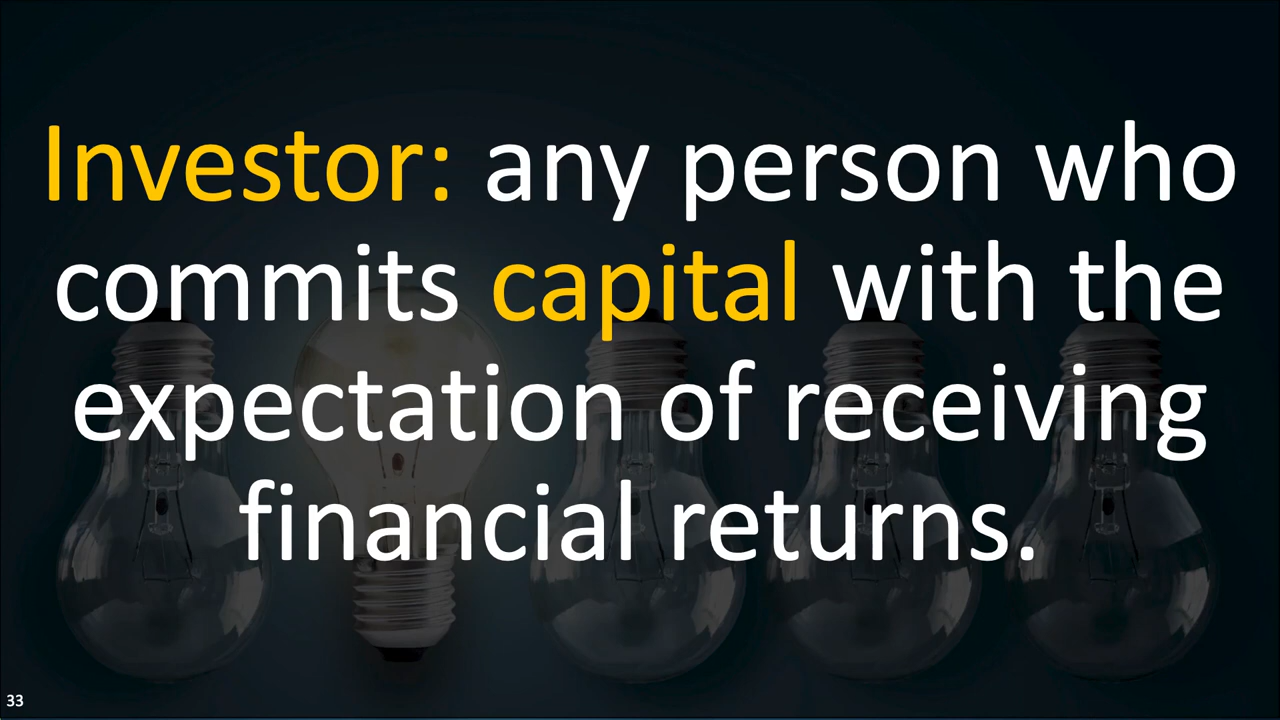 Investor: any person who
commits capital with the
expectation of receiving
financial returns.
33